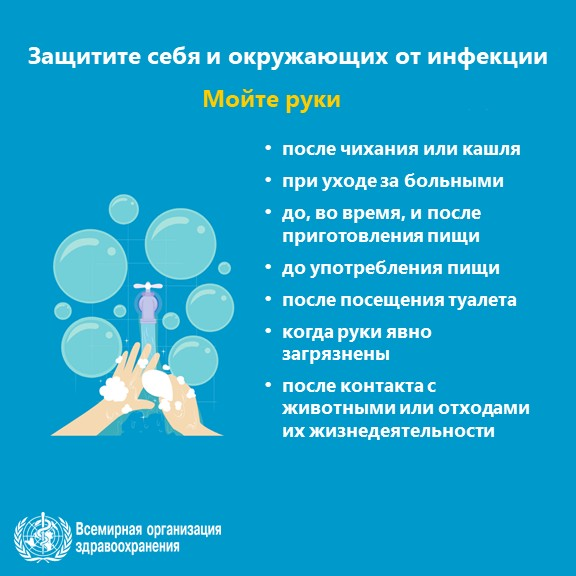 Защитите себя и окружающих от инфекции
Мойте руки
• после чихания или кашля
• при уходе за больными
• до, во время, и после
приготовления пищи
• до употребления пищи
• после посещения туалета
• когда руки явно
загрязнены
• после контакта с
животными или отходами
их жизнедеятельности
Всемирная организация
здравоохранения